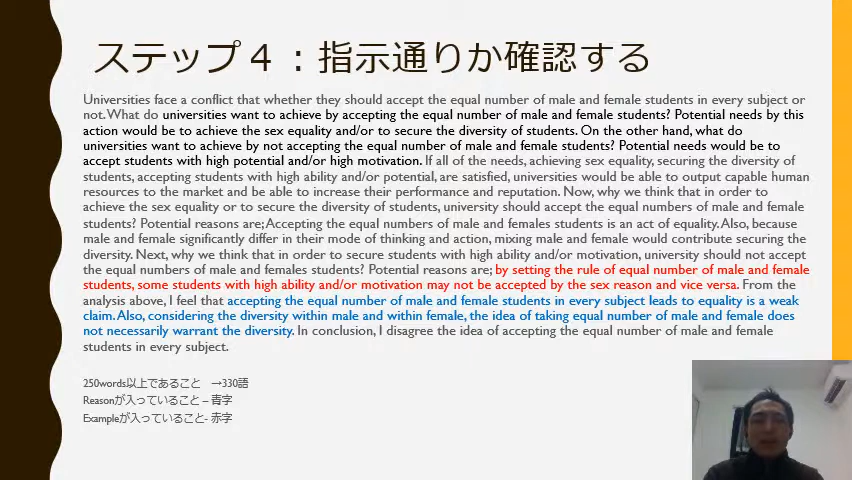 ステップ４：指示通りか確認する
Universities face a conflict that whether they should accept the equal number of male and female students in every subject or
not. What do universities want to achieve by accepting the equal number of male and female students? Potential needs by this
action would be to achieve the sex equality and/or to secure the diversity of students. On the other hand, what do
universities want to achieve by not accepting the equal number of male and female students? Potential needs would be to
accept students with high potential and/or high motivation. If all of the needs, achieving sex equality, securing the diversity of
students, accepting students with high ability and/or potential, are satisfied, universities would be able to output capable human
resources to the market and be able to increase their performance and reputation. Now, why we think that in order to
achieve the sex equality or to secure the diversity of students, university should accept the equal numbers of male and female
students? Potential reasons are; Accepting the equal numbers of male and females students is an act of equality. Also, because
male and female significantly differ in their mode of thinking and action, mixing male and female would contribute securing the
diversity. Next, why we think that in order to secure students with high ability and/or motivation, university should not accept
the equal numbers of male and females students? Potential reasons are; by setting the rule of equal number of male and female
students, some students with high ability and/or motivation may not be accepted by the sex reason and vice versa. From the
analysis above, I feel that accepting the equal number of male and female students in every subject leads to equality is a weak
claim. Also, considering the diversity within male and within female, the idea of taking equal number of male and female does
not necessarily warrant the diversity. In conclusion, I disagree the idea of accepting the equal number of male and female
students in every subject.
250words以上であること →330語
Reasonが入っていること – 青字
Exampleが入っていること- 赤字